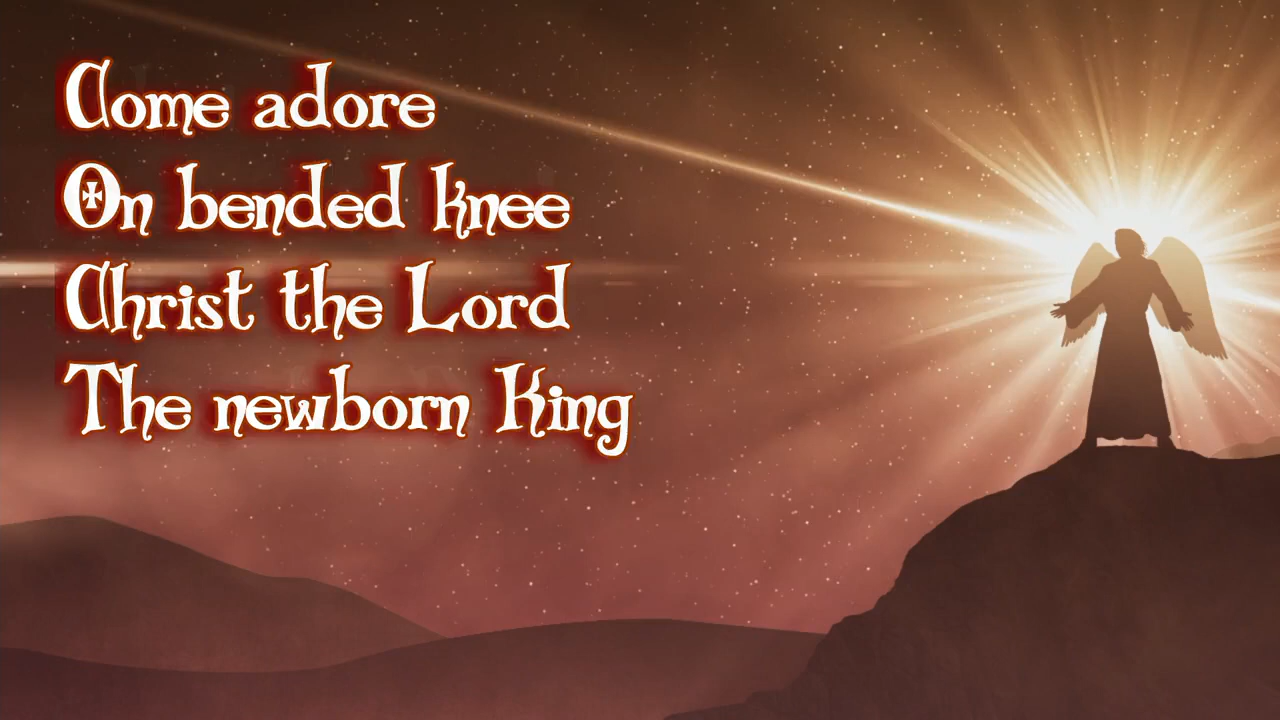 Come adore
On bended knee
Christ the Lord
The newborn King